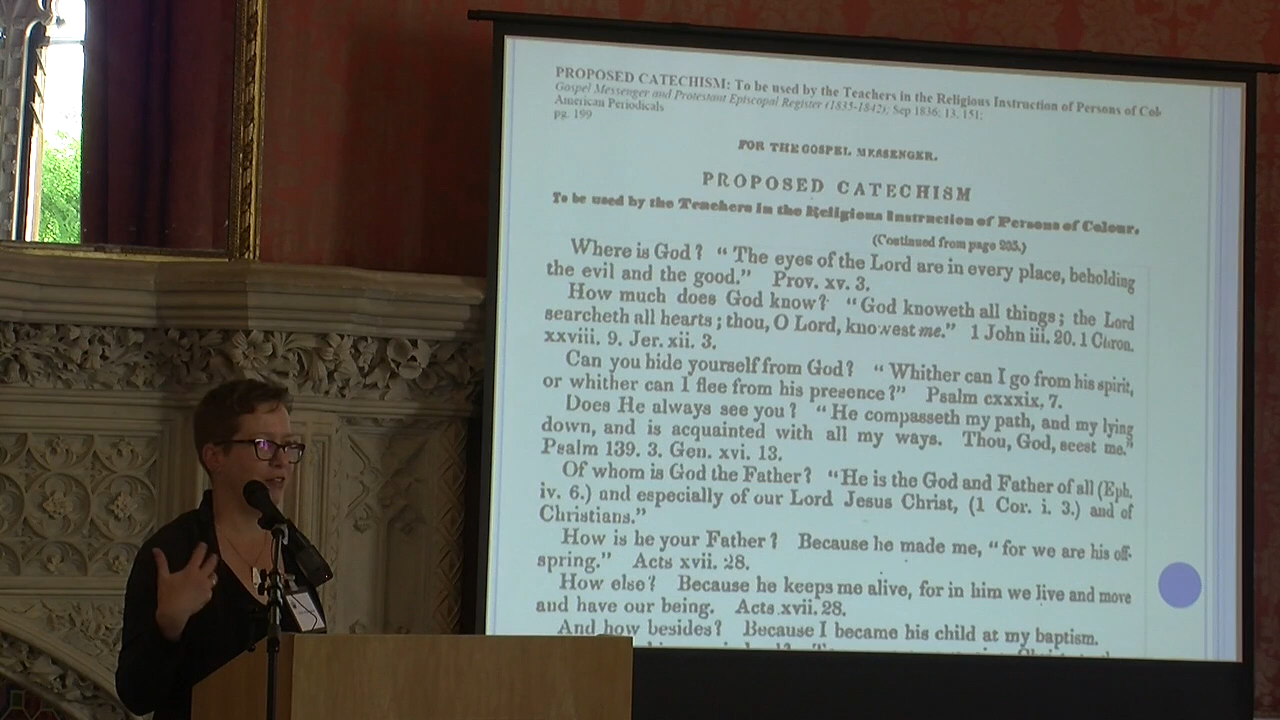 PROPOSED CATECHISM: To be used by the Teachers in the Religious Instruction of Persons of Col
Gospel Messenger and Protestant Episcopal Register (1835-1842); Sep 1836; 13, 151;
American Periodicals
pg. 199
FOR THE GOSPEL MESSENGER.
PROPOSED CATECHISM
To be used by the Teachers in the Religious Instruction of Persons of Colour.
(Continued from page 205.)
Where is God? "The eyes of the Lord are in every place, beholding
the evil and the good." Prov. xv. 3.
How much does God know? "God knoweth all things; the Lord
searcheth all hearts; thou, O Lord, knowest me." 1 John iii. 20. 1 Chron.
xxviii. 9. Jer. xii. 3.
Can you hide yourself from God? "Whither can I go from his spirit,
or whither can I flee from his presence?" Psalm cxxxix. 7.
Does He always see you? "He compasseth my path, and my lying
down, and is acquainted with all my ways. Thou, God, seest me."
Psalm 139. 3. Gen. xvi. 13.
Of whom is God the Father? "He is the God and Father of all (Eph.
iv. 6.) and especially of our Lord Jesus Christ, (1 Cor. i. 3.) and of
Christians."
How is he your Father? Because he made me, "for we are his off-
spring." Acts xvii. 28.
How else? Because he keeps me alive, for in him we live and move
and have our being. Acts xvii. 28.
And how besides? Because I became his child at my baptism.